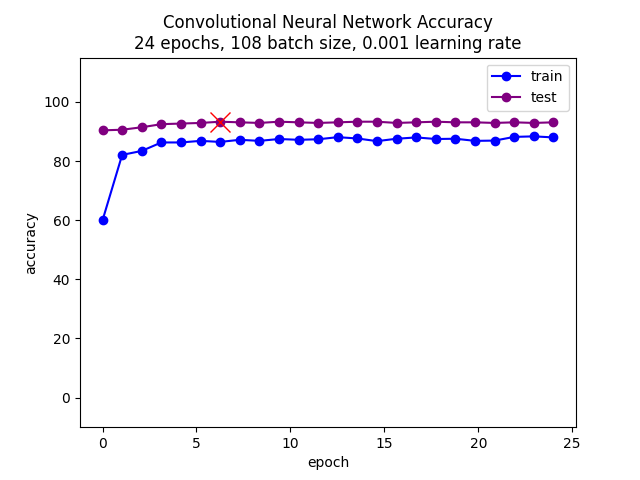 Convolutional Neural Network Accuracy
24 epochs, 108 batch size, 0.001 learning rate
train
test
100
80
60
40
20
0
accuracy
0 5 10 15 20 25
epoch